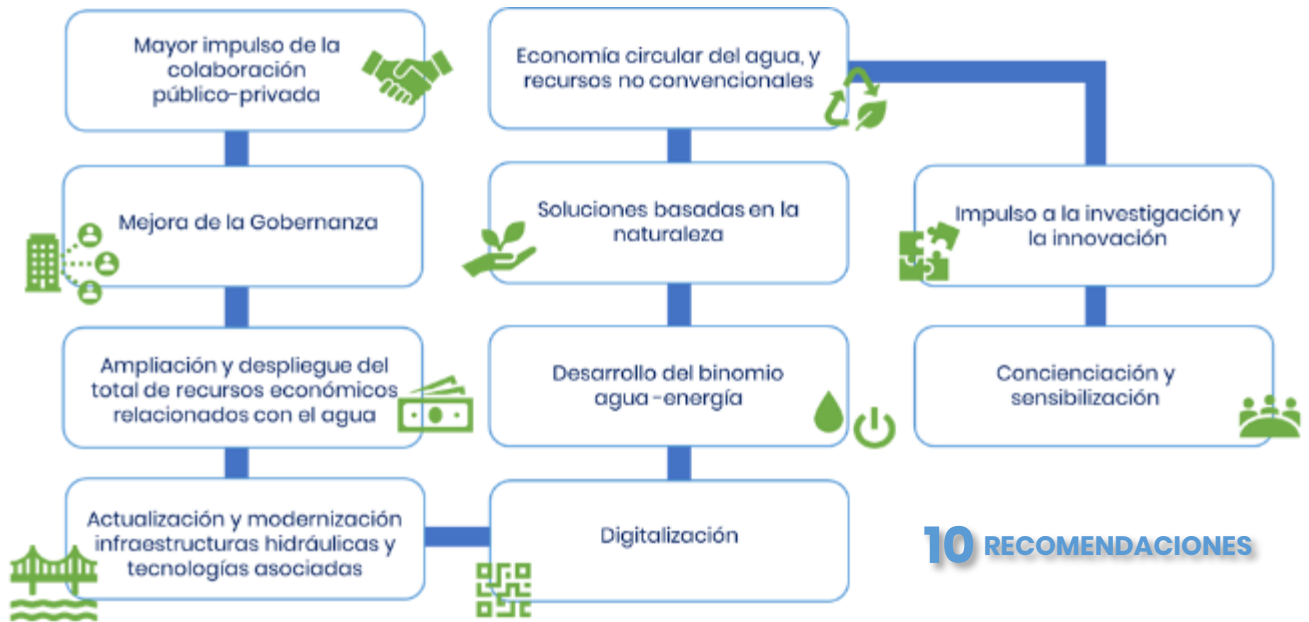 Mayor impulso de la
colaboración
público-privada
Mejora de la Gobernanza
Ampliación y despliegue del
total de recursos económicos
relacionados con el agua
Actualización y modernización
infraestructuras hidráulicas y
tecnologías asociadas
Digitalización
Desarrollo del binomio
agua-energía
Soluciones basadas en la
naturaleza
Economía circular del agua, y
recursos no convencionales
Impulso a la investigación y
la innovación
Concienciación y
sensibilización
10 RECOMENDACIONES